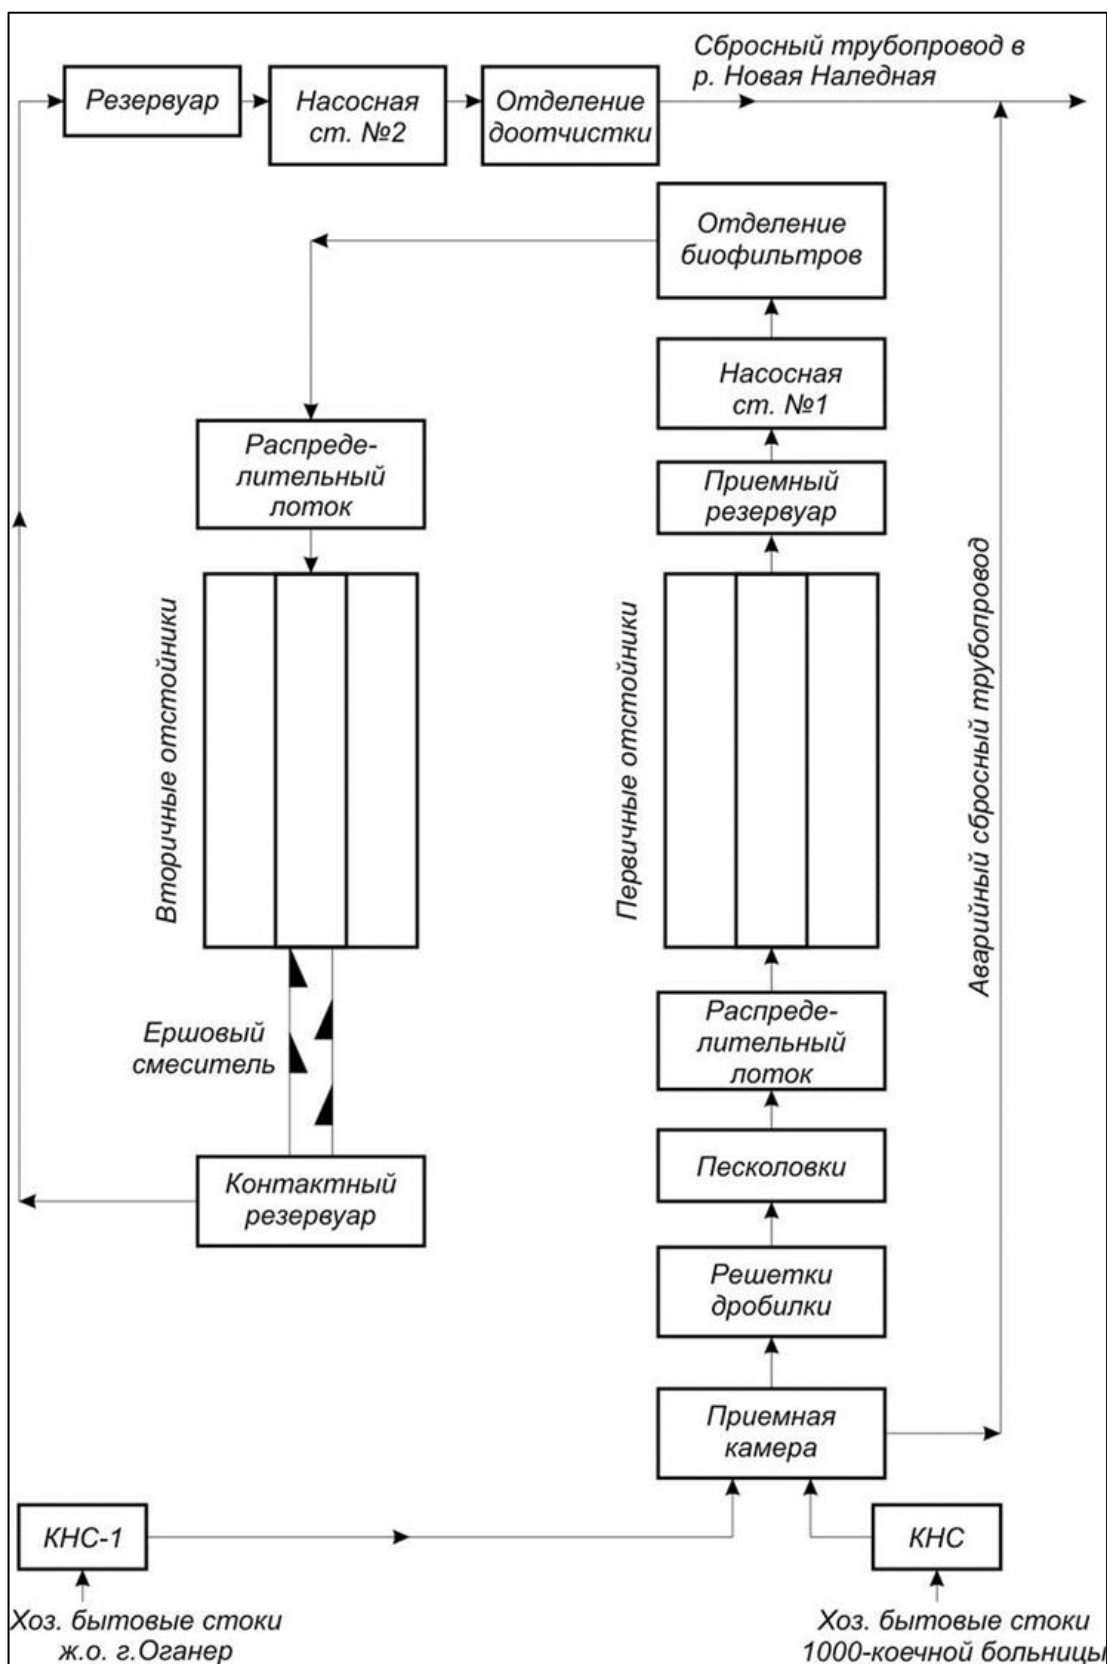 Сбросный трубопровод в
р. Новая Наледная
Резервуар
Насосная
ст. №2
Отделение
доотчистки
Отделение
биофильтров
Насосная
ст. №1
Распреде-
лительный
лоток
Приемный
резервуар
Вторичные отстойники
Первичные отстойники
Аварийный сбросный трубопровод
Ершовый
смеситель
Распреде-
лительный
лоток
Песколовки
Контактный
резервуар
Решетки
дробилки
Приемная
камера
КНС-1
КНС
Хоз. бытовые стоки
ж.о. г.Оганер
Хоз. бытовые стоки
1000-коечной больницы